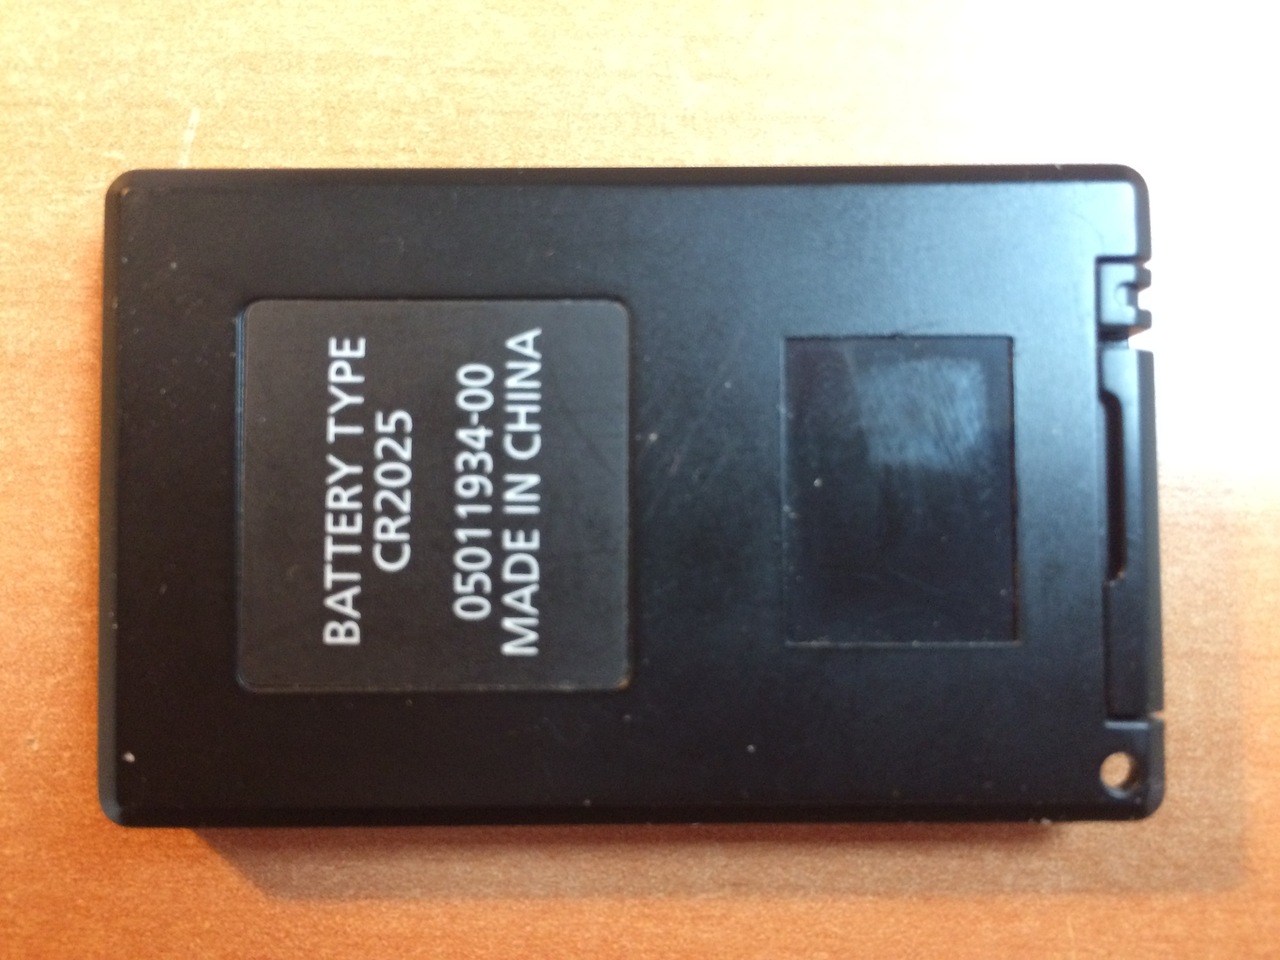 BATTERY TYPE
CR2025
05011934-00
MADE IN CHINA